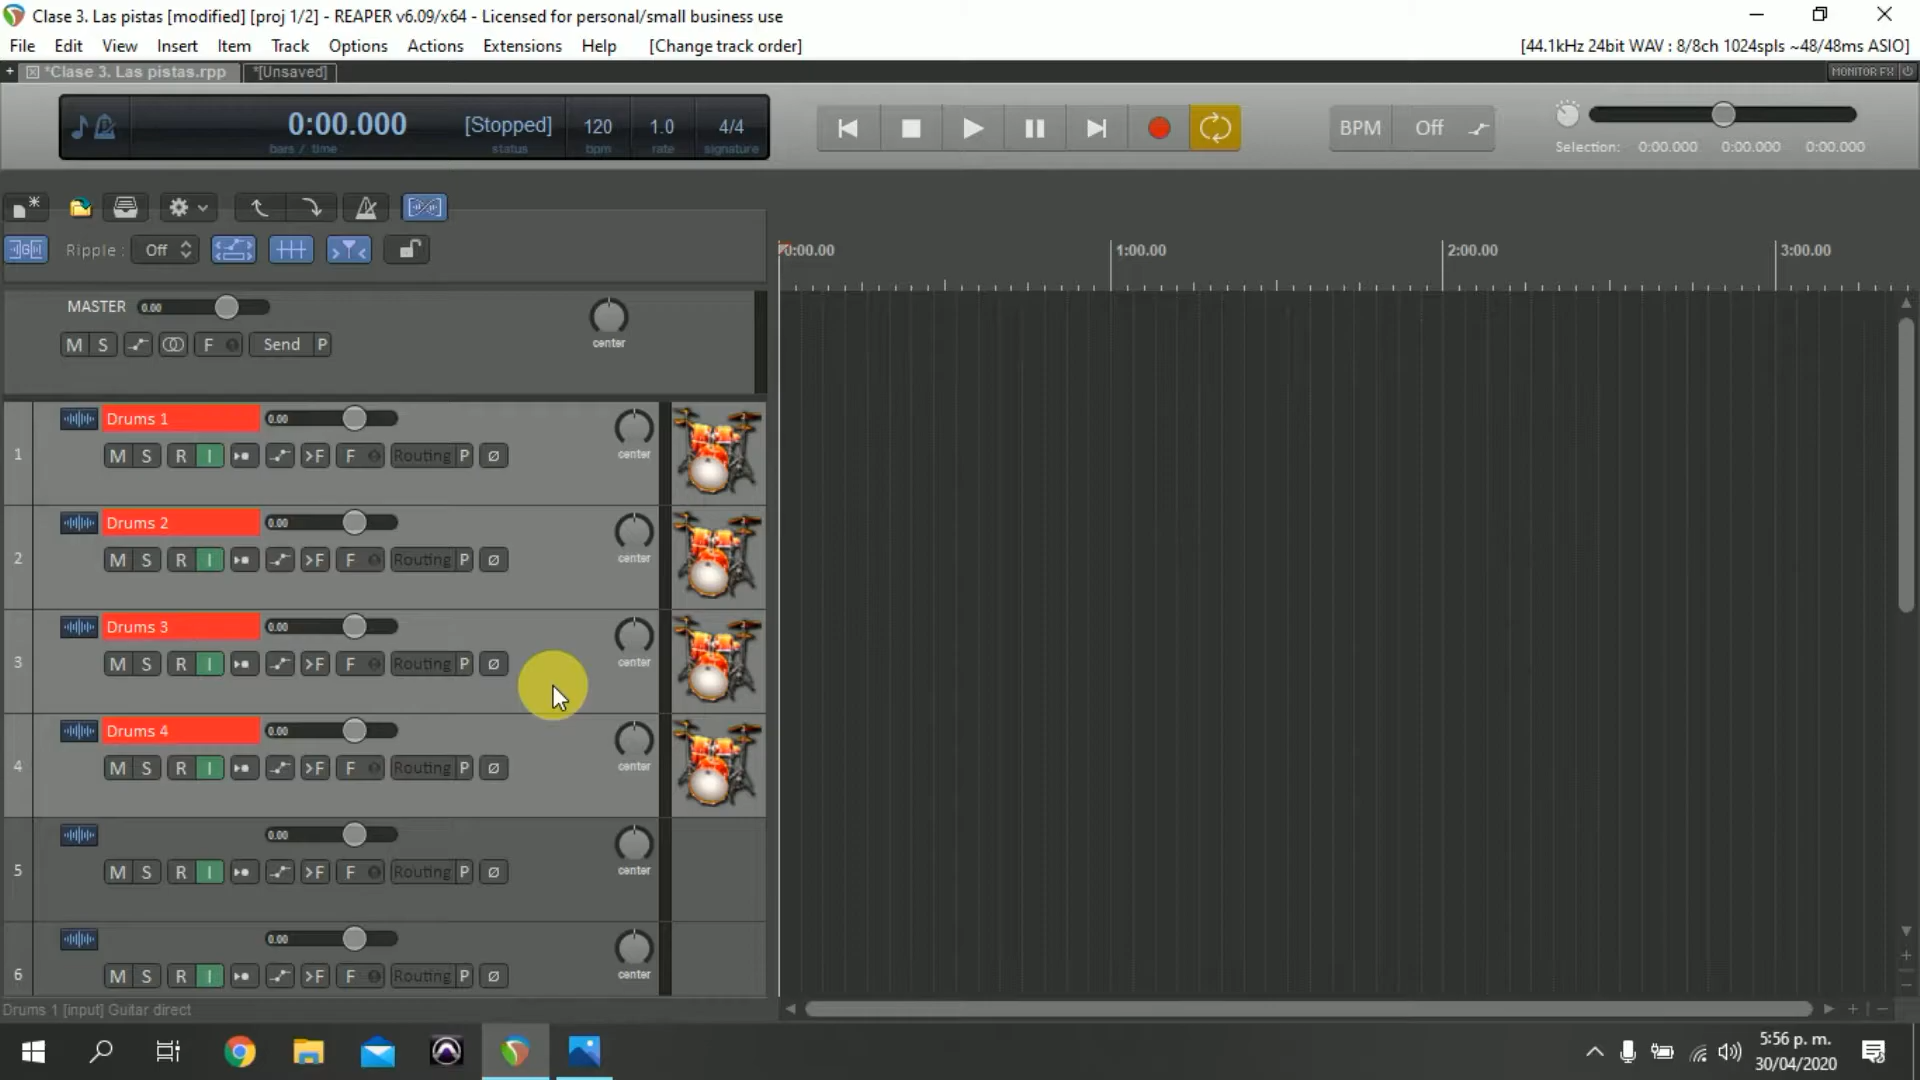 Clase 3. Las pistas [modified] [proj 1/2] - REAPER v6.09/x64 - Licensed for personal/small business use
File Edit View Insert Item Track Options Actions Extensions Help [Change track order] [44.1kHz 24bit WAV : 8/8ch 1024spls ~48/48ms ASIO]
+ *Clase 3. Las pistas.rpp *[Unsaved] MONITOR FX
0:00.000 [Stopped] 120 1.0 4/4
bars / time status bpm rate signature
BPM Off
Selection: 0:00.000 0:00.000 0:00.000
Ripple : Off
0:00.00 1:00.00 2:00.00 3:00.00
MASTER 0.00
center
M S F Send P
1 Drums 1 0.00
center
M S R I >F F Routing P Ø
2 Drums 2 0.00
center
M S R I >F F Routing P Ø
3 Drums 3 0.00
center
M S R I >F F Routing P Ø
4 Drums 4 0.00
center
M S R I >F F Routing P Ø
5 0.00
center
M S R I >F F Routing P Ø
6 0.00
center
M S R I >F F Routing P Ø
Drums 1 [input] Guitar direct
5:56 p. m.
30/04/2020